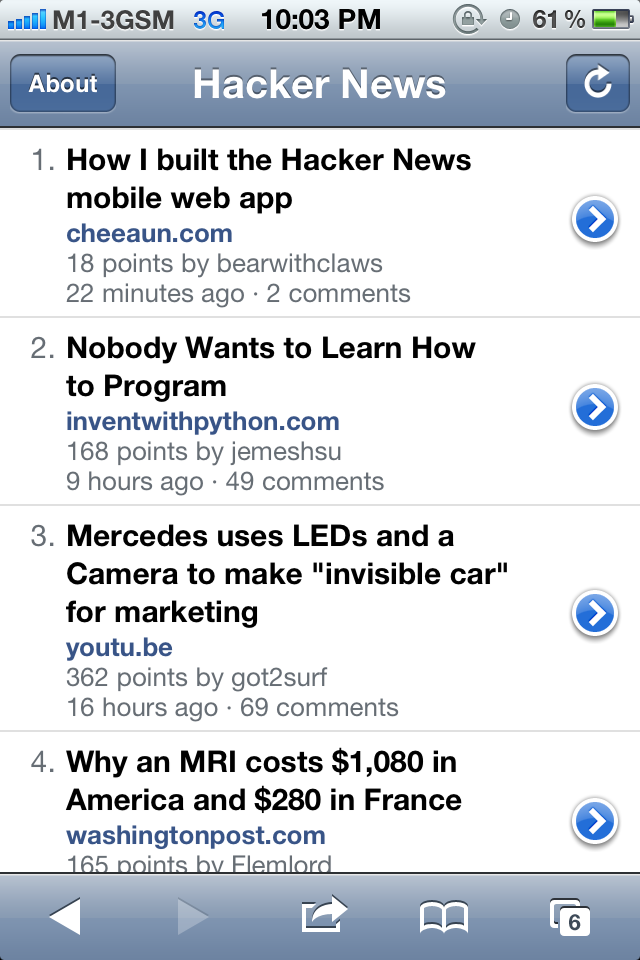 M1-3GSM 3G 10:03 PM 61 %
About Hacker News
1. How I built the Hacker News
mobile web app
cheeaun.com
18 points by bearwithclaws
22 minutes ago · 2 comments
2. Nobody Wants to Learn How
to Program
inventwithpython.com
168 points by jemeshsu
9 hours ago · 49 comments
3. Mercedes uses LEDs and a
Camera to make "invisible car"
for marketing
youtu.be
362 points by got2surf
16 hours ago · 69 comments
4. Why an MRI costs $1,080 in
America and $280 in France
washingtonpost.com
165 points by Flemlord
6